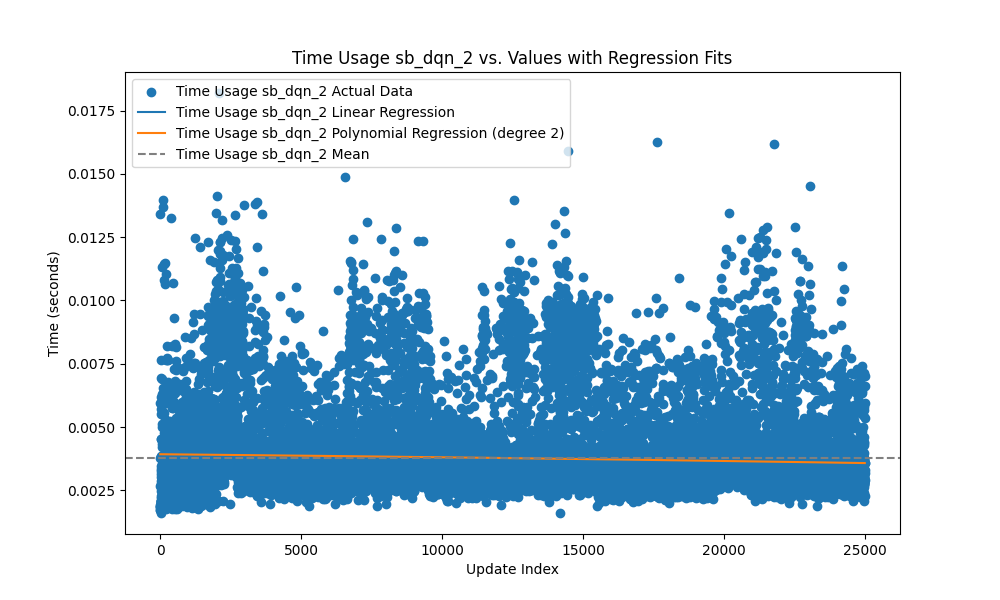 Time Usage sb_dqn_2 vs. Values with Regression Fits
Time Usage sb_dqn_2 Actual Data
Time Usage sb_dqn_2 Linear Regression
Time Usage sb_dqn_2 Polynomial Regression (degree 2)
Time Usage sb_dqn_2 Mean
Time (seconds)
0.0175
0.0150
0.0125
0.0100
0.0075
0.0050
0.0025
0 5000 10000 15000 20000 25000
Update Index